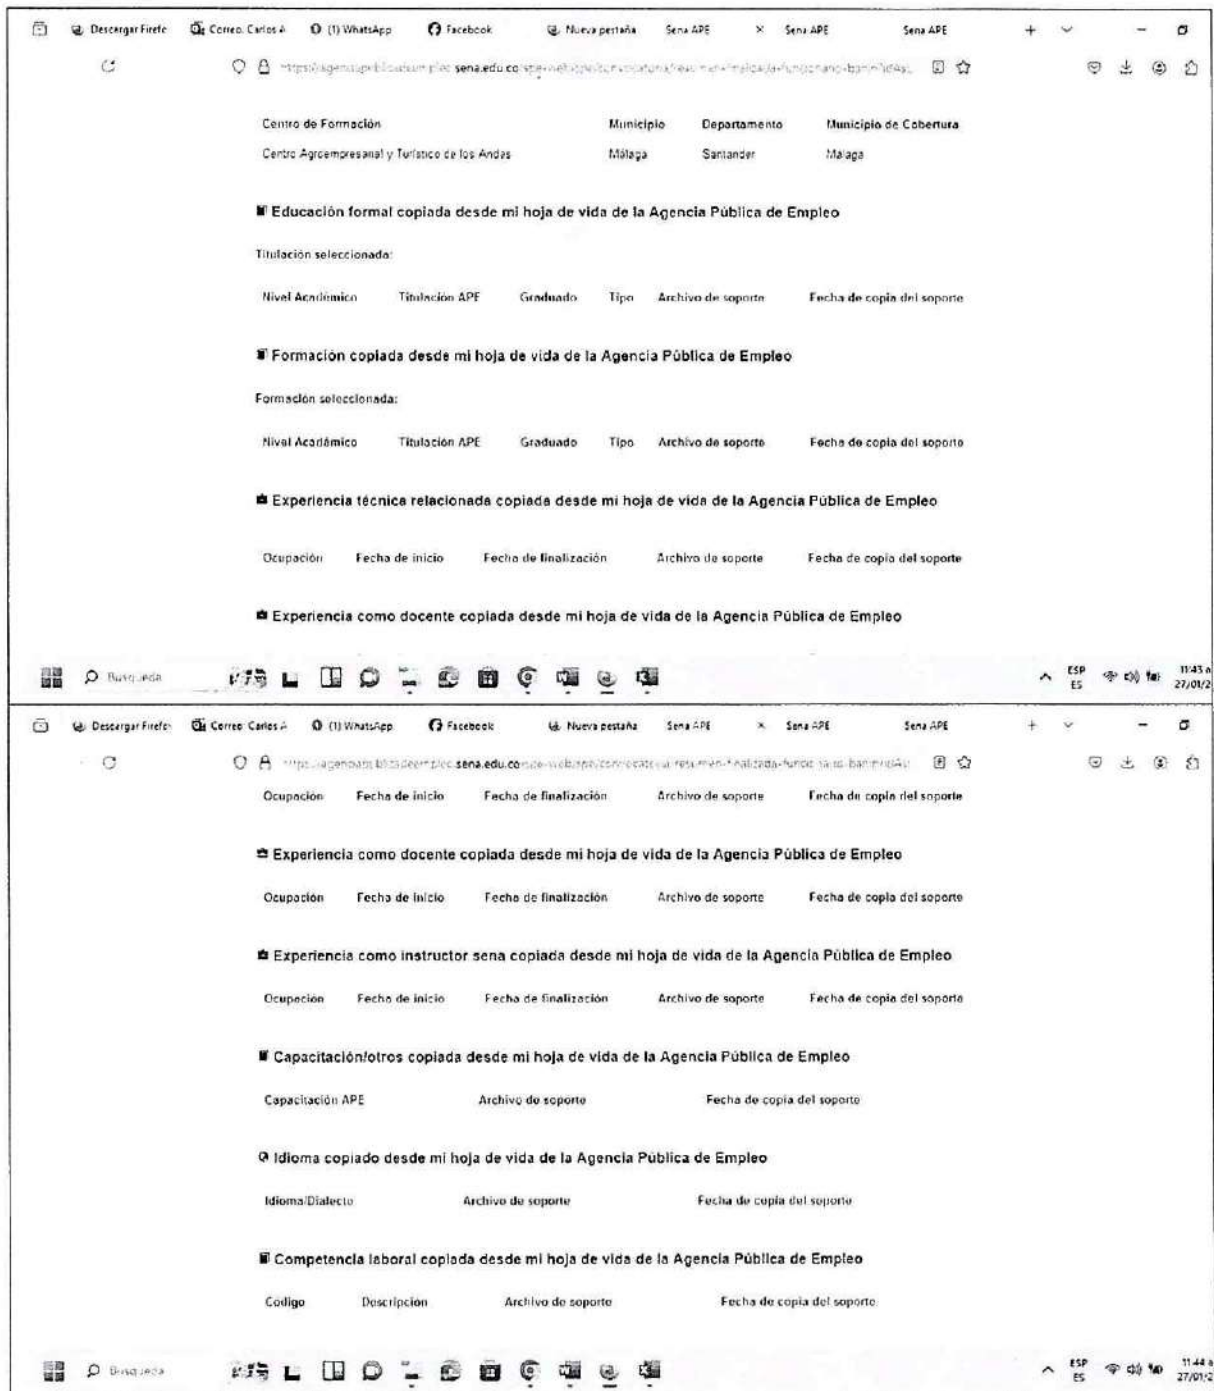 Descargar Firefo Correo: Carlos A (1) WhatsApp Facebook Nueva pestaña Sena APE × Sena APE Sena APE + −
sena.edu.co
Centro de Formación Municipio Departamento Municipio de Cobertura
Centro Agroempresarial y Turístico de los Andes Málaga Santander Málaga
Educación formal copiada desde mi hoja de vida de la Agencia Pública de Empleo
Titulación seleccionada:
Nivel Académico Titulación APE Graduado Tipo Archivo de soporte Fecha de copia del soporte
Formación copiada desde mi hoja de vida de la Agencia Pública de Empleo
Formación seleccionada:
Nivel Académico Titulación APE Graduado Tipo Archivo de soporte Fecha de copia del soporte
Experiencia técnica relacionada copiada desde mi hoja de vida de la Agencia Pública de Empleo
Ocupación Fecha de inicio Fecha de finalización Archivo de soporte Fecha de copia del soporte
Experiencia como docente copiada desde mi hoja de vida de la Agencia Pública de Empleo
Búsqueda ESP 11:43 a
ES 27/01/2
Descargar Firefo Correo: Carlos A (1) WhatsApp Facebook Nueva pestaña Sena APE × Sena APE Sena APE + −
sena.edu.co
Ocupación Fecha de inicio Fecha de finalización Archivo de soporte Fecha de copia del soporte
Experiencia como docente copiada desde mi hoja de vida de la Agencia Pública de Empleo
Ocupación Fecha de inicio Fecha de finalización Archivo de soporte Fecha de copia del soporte
Experiencia como instructor sena copiada desde mi hoja de vida de la Agencia Pública de Empleo
Ocupación Fecha de inicio Fecha de finalización Archivo de soporte Fecha de copia del soporte
Capacitación/otros copiada desde mi hoja de vida de la Agencia Pública de Empleo
Capacitación APE Archivo de soporte Fecha de copia del soporte
Idioma copiado desde mi hoja de vida de la Agencia Pública de Empleo
Idioma/Dialecto Archivo de soporte Fecha de copia del soporte
Competencia laboral copiada desde mi hoja de vida de la Agencia Pública de Empleo
Código Descripción Archivo de soporte Fecha de copia del soporte
Búsqueda ESP 11:44 a
ES 27/01/2